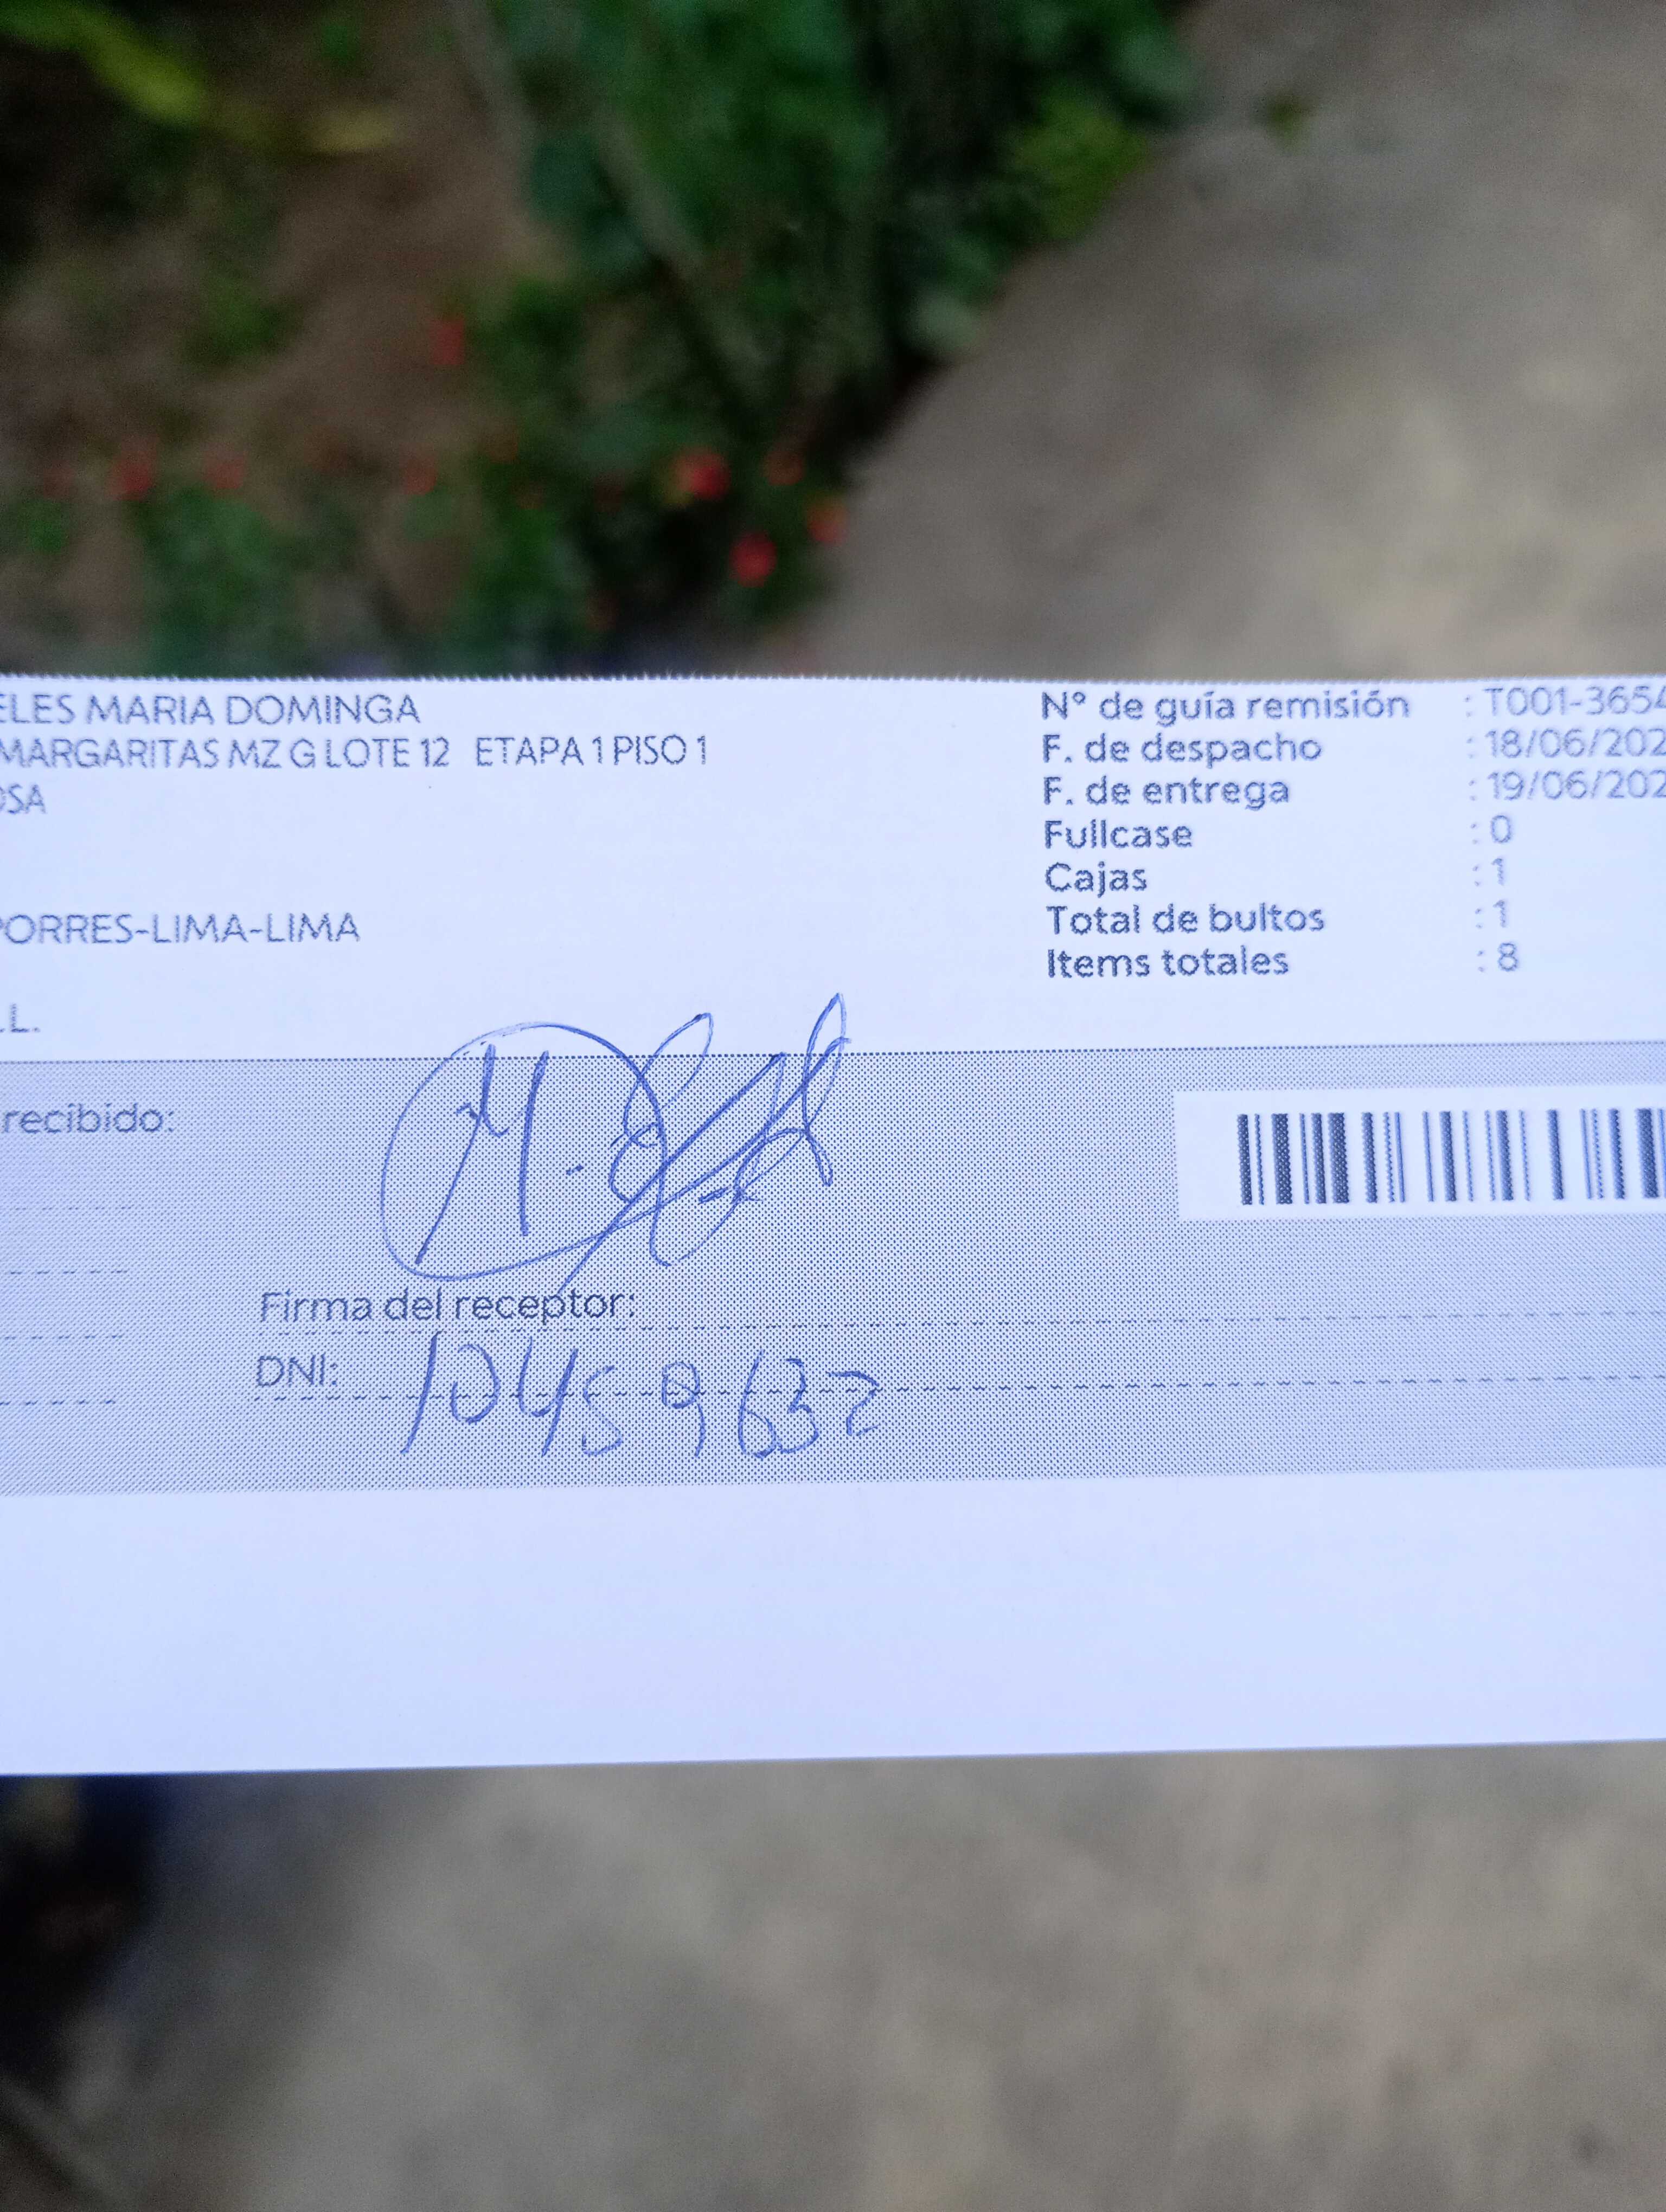 ELES MARIA DOMINGA
MARGARITAS MZ G LOTE 12 ETAPA 1 PISO 1
OSA
PORRES-LIMA-LIMA
L.
N° de guía remisión : T001-3654
F. de despacho : 18/06/202
F. de entrega : 19/06/202
Fullcase : 0
Cajas : 1
Total de bultos : 1
Items totales : 8
recibido:
Firma del receptor:
DNI: 10459632